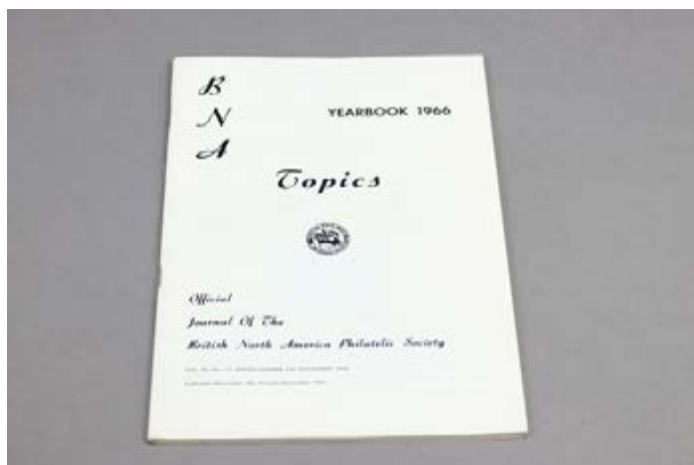 B
N
A
YEARBOOK 1966
Topics
Official
Journal Of The
British North America Philatelic Society